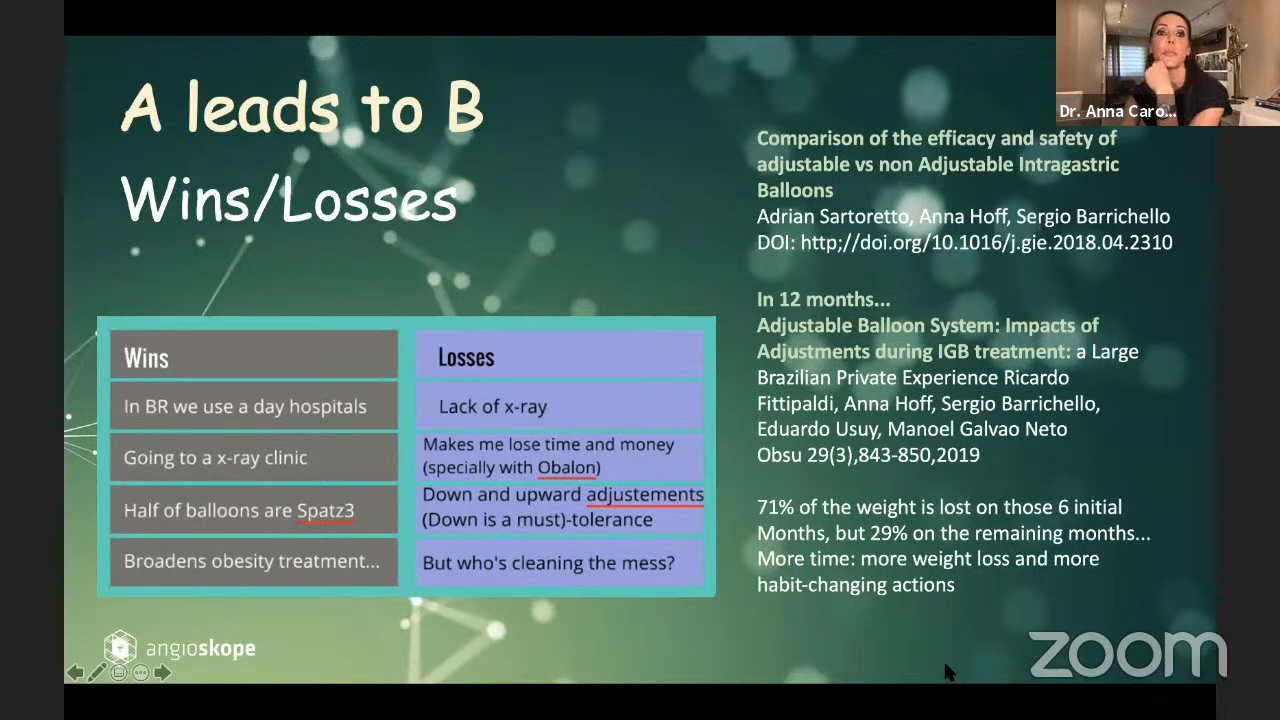 A leads to B
Wins/Losses
Wins
Losses
In BR we use a day hospitals
Lack of x-ray
Going to a x-ray clinic
Makes me lose time and money
(specially with Obalon)
Half of balloons are Spatz3
Down and upward adjustements
(Down is a must)-tolerance
Broadens obesity treatment...
But who's cleaning the mess?
angioskope
Dr. Anna Caro...
Comparison of the efficacy and safety of
adjustable vs non Adjustable Intragastric
Balloons
Adrian Sartoretto, Anna Hoff, Sergio Barrichello
DOI: http;//doi.org/10.1016/j.gie.2018.04.2310
In 12 months...
Adjustable Balloon System: Impacts of
Adjustments during IGB treatment: a Large
Brazilian Private Experience Ricardo
Fittipaldi, Anna Hoff, Sergio Barrichello,
Eduardo Usuy, Manoel Galvao Neto
Obsu 29(3),843-850,2019
71% of the weight is lost on those 6 initial
Months, but 29% on the remaining months...
More time: more weight loss and more
habit-changing actions
zoom